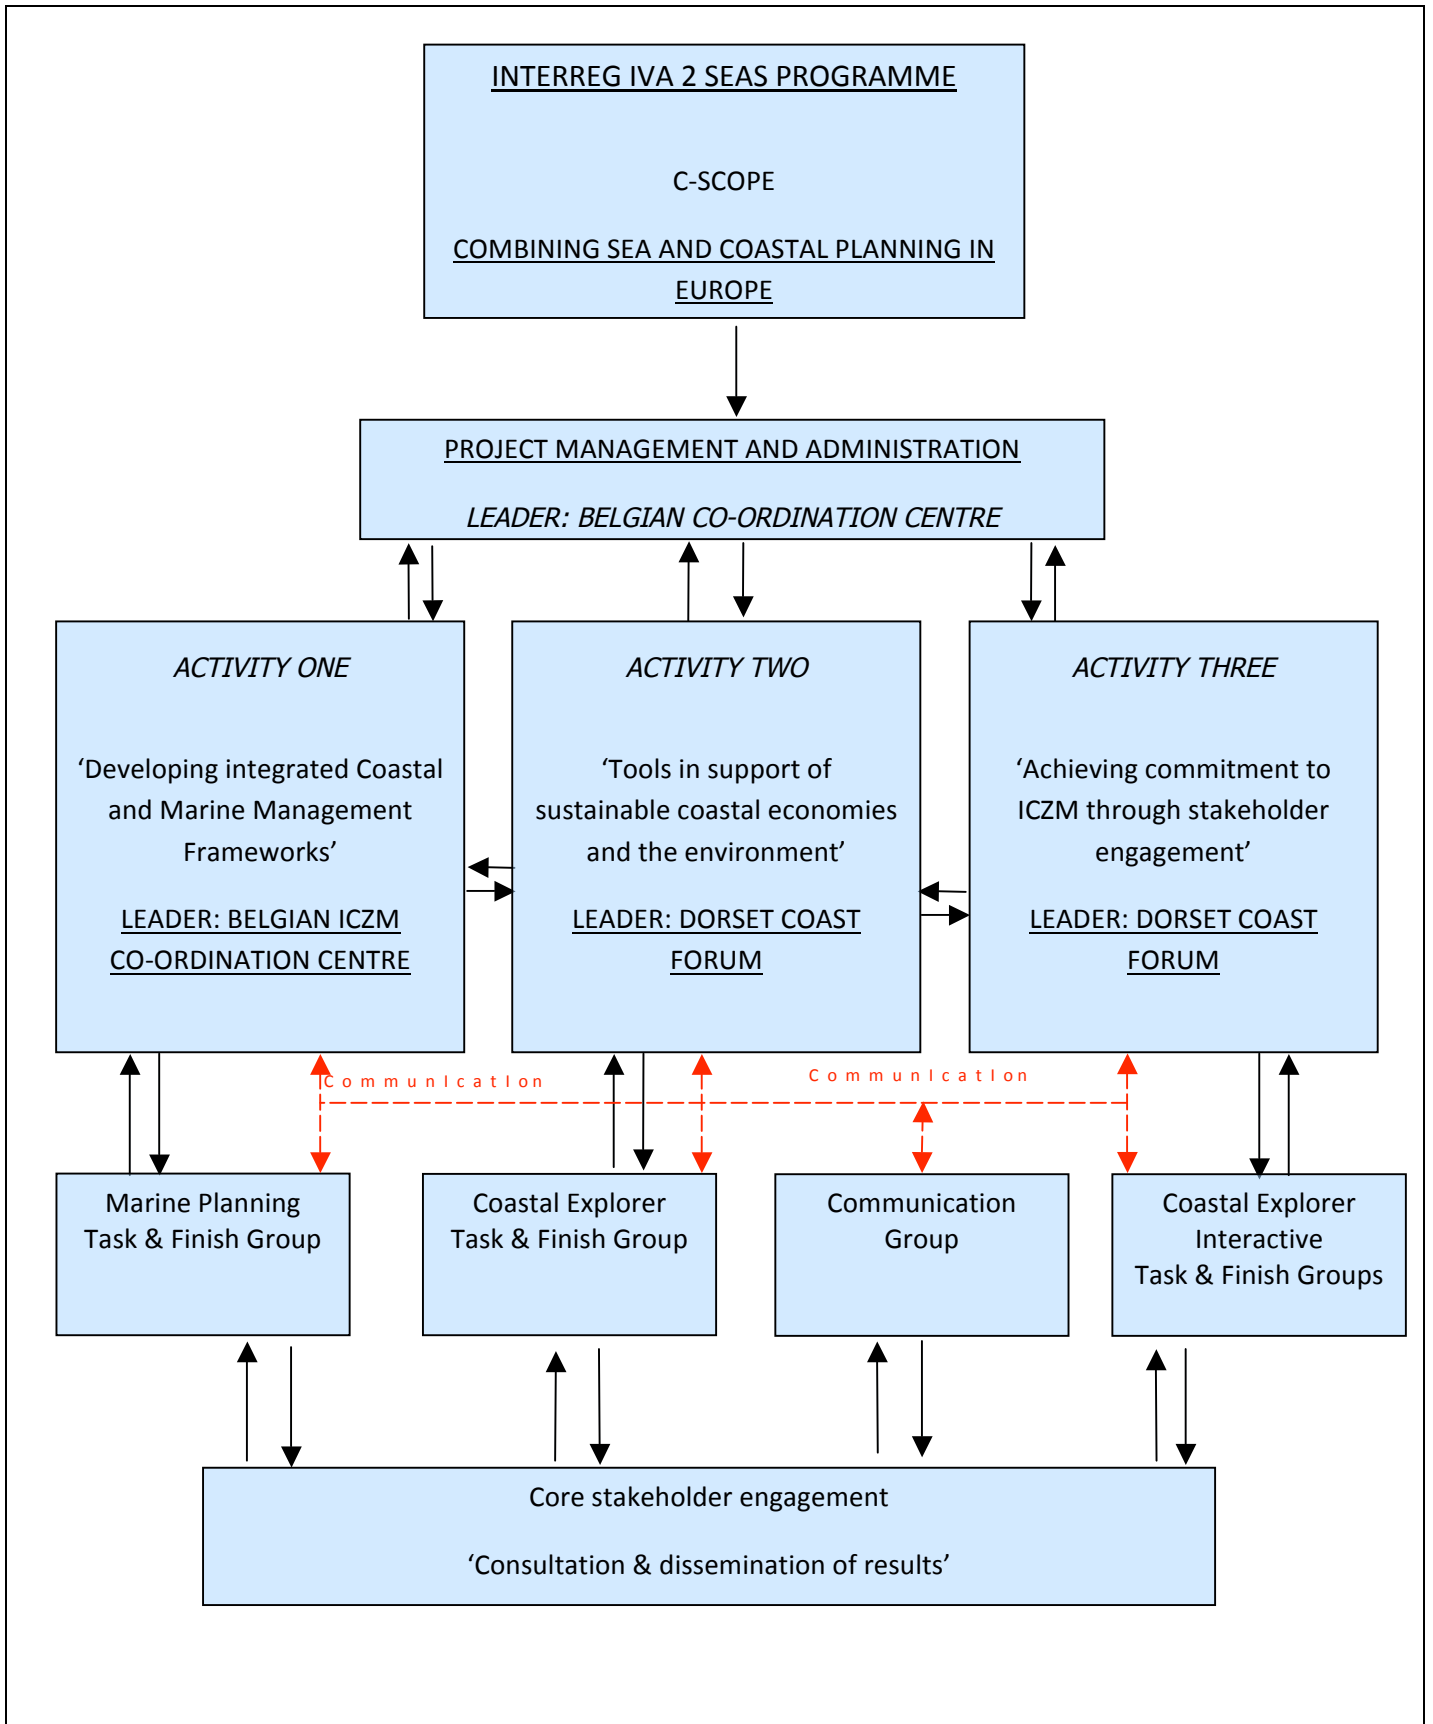 INTERREG IVA 2 SEAS PROGRAMME
C-SCOPE
COMBINING SEA AND COASTAL PLANNING IN
EUROPE
PROJECT MANAGEMENT AND ADMINISTRATION
LEADER: BELGIAN CO-ORDINATION CENTRE
ACTIVITY ONE
‘Developing integrated Coastal
and Marine Management
Frameworks’
LEADER: BELGIAN ICZM
CO-ORDINATION CENTRE
ACTIVITY TWO
‘Tools in support of
sustainable coastal economies
and the environment’
LEADER: DORSET COAST
FORUM
ACTIVITY THREE
‘Achieving commitment to
ICZM through stakeholder
engagement’
LEADER: DORSET COAST
FORUM
Communication
Communication
Marine Planning
Task & Finish Group
Coastal Explorer
Task & Finish Group
Communication
Group
Coastal Explorer
Interactive
Task & Finish Groups
Core stakeholder engagement
‘Consultation & dissemination of results’